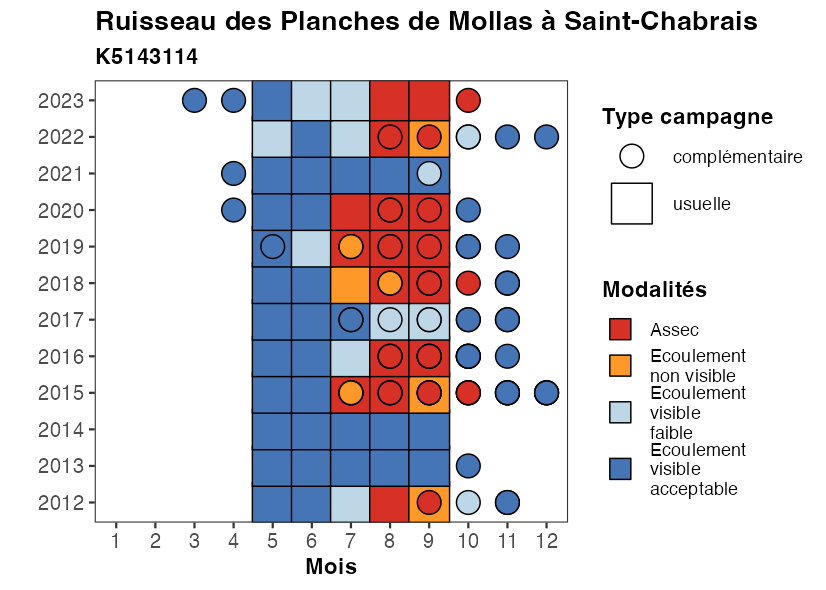 Ruisseau des Planches de Mollas à Saint-Chabrais
K5143114
2023
2022
2021
2020
2019
2018
2017
2016
2015
2014
2013
2012
1 2 3 4 5 6 7 8 9 10 11 12
Mois
Type campagne
complémentaire
usuelle
Modalités
Assec
Ecoulement
non visible
Ecoulement
visible
faible
Ecoulement
visible
acceptable